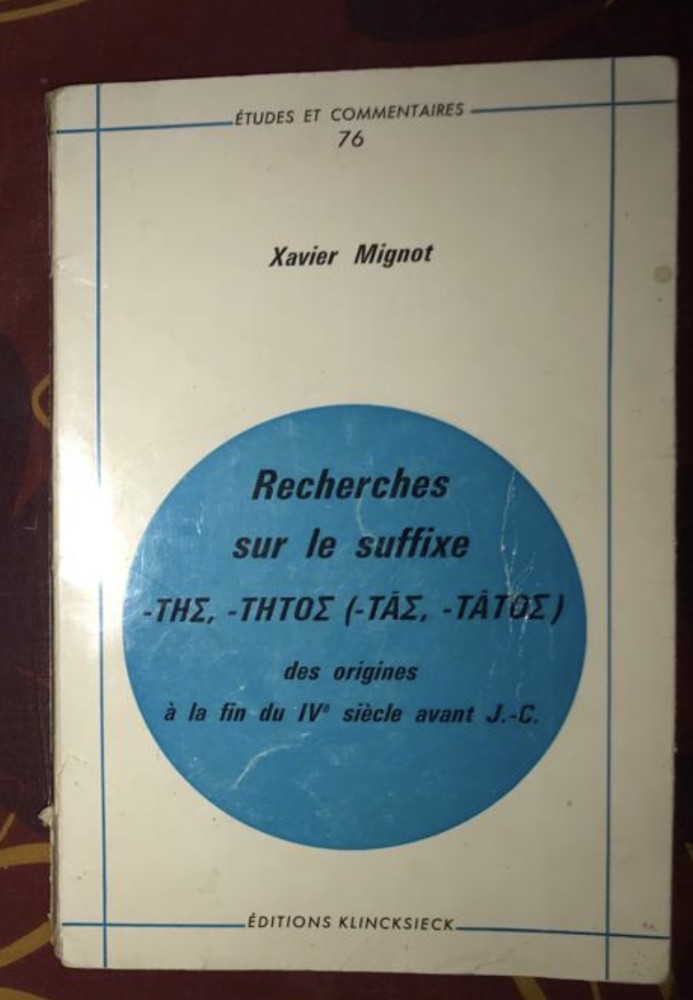 ÉTUDES ET COMMENTAIRES
76
Xavier Mignot
Recherches
sur le suffixe
-ΤΗΣ, -ΤΗΤΟΣ (-ΤᾹΣ, -ΤᾹΤΟΣ)
des origines
à la fin du IVᵉ siècle avant J.-C.
ÉDITIONS KLINCKSIECK